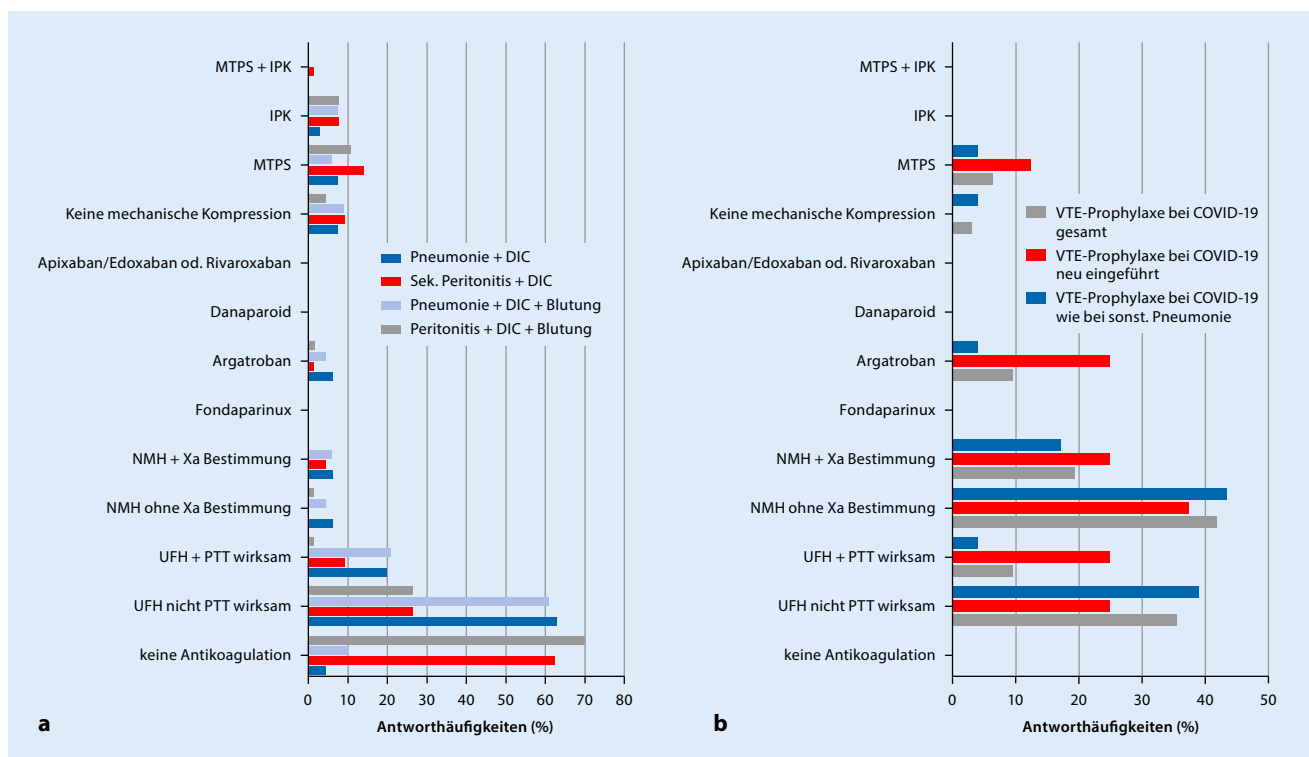 MTPS + IPK
IPK
MTPS
Keine mechanische Kompression
Apixaban/Edoxaban od. Rivaroxaban
Danaparoid
Argatroban
Fondaparinux
NMH + Xa Bestimmung
NMH ohne Xa Bestimmung
UFH + PTT wirksam
UFH nicht PTT wirksam
keine Antikoagulation
Pneumonie + DIC
Sek. Peritonitis + DIC
Pneumonie + DIC + Blutung
Peritonitis + DIC + Blutung
0 10 20 30 40 50 60 70 80
Antworthäufigkeiten (%)
a
MTPS + IPK
IPK
MTPS
Keine mechanische Kompression
Apixaban/Edoxaban od. Rivaroxaban
Danaparoid
Argatroban
Fondaparinux
NMH + Xa Bestimmung
NMH ohne Xa Bestimmung
UFH + PTT wirksam
UFH nicht PTT wirksam
keine Antikoagulation
VTE-Prophylaxe bei COVID-19
gesamt
VTE-Prophylaxe bei COVID-19
neu eingeführt
VTE-Prophylaxe bei COVID-19
wie bei sonst. Pneumonie
0 10 20 30 40 50
Antworthäufigkeiten (%)
b